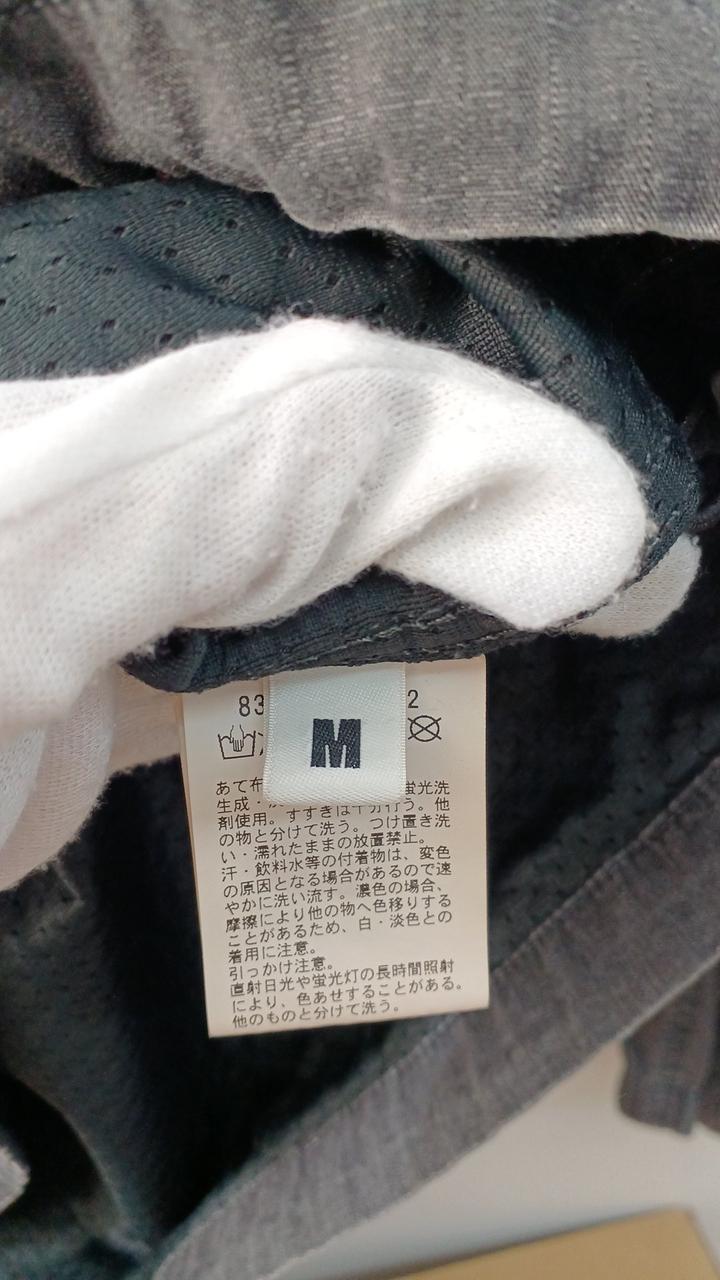 83
2
M
あて布
蛍光洗
生成・
すすぎは十分行う。他
剤使用。
の物と分けて洗う。つけ置き洗
い・濡れたままの放置禁止。
汗・飲料水等の付着物は、変色
の原因となる場合があるので速
やかに洗い流す。濃色の場合、
摩擦により他の物へ色移りする
ことがあるため、白・淡色との
着用に注意。
引っかけ注意。
直射日光や蛍光灯の長時間照射
により、色あせすることがある。
他のものと分けて洗う。